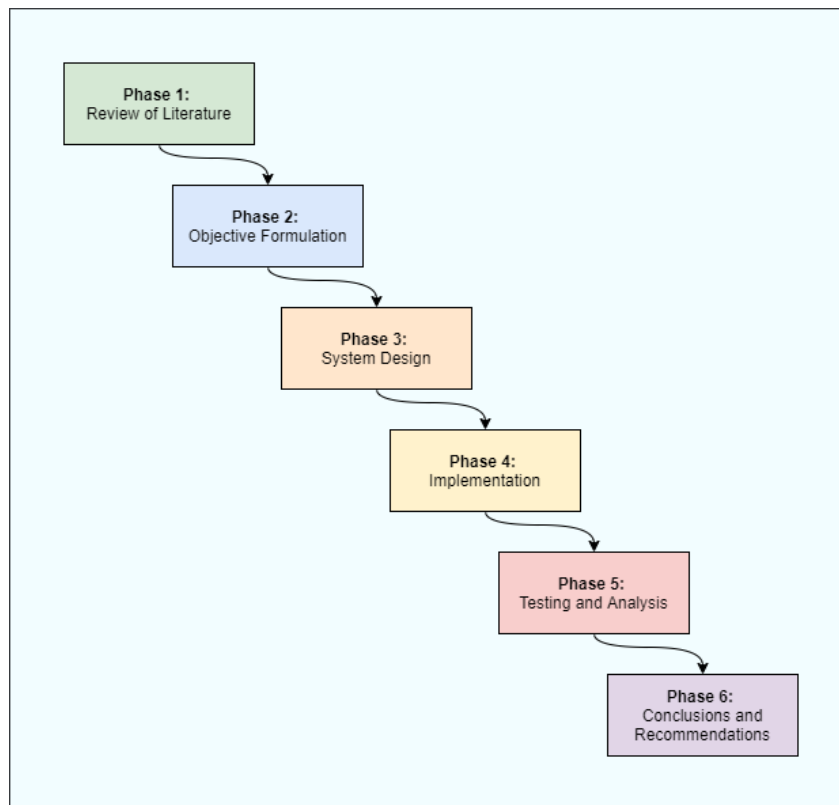 Phase 1:
Review of Literature
Phase 2:
Objective Formulation
Phase 3:
System Design
Phase 4:
Implementation
Phase 5:
Testing and Analysis
Phase 6:
Conclusions and
Recommendations